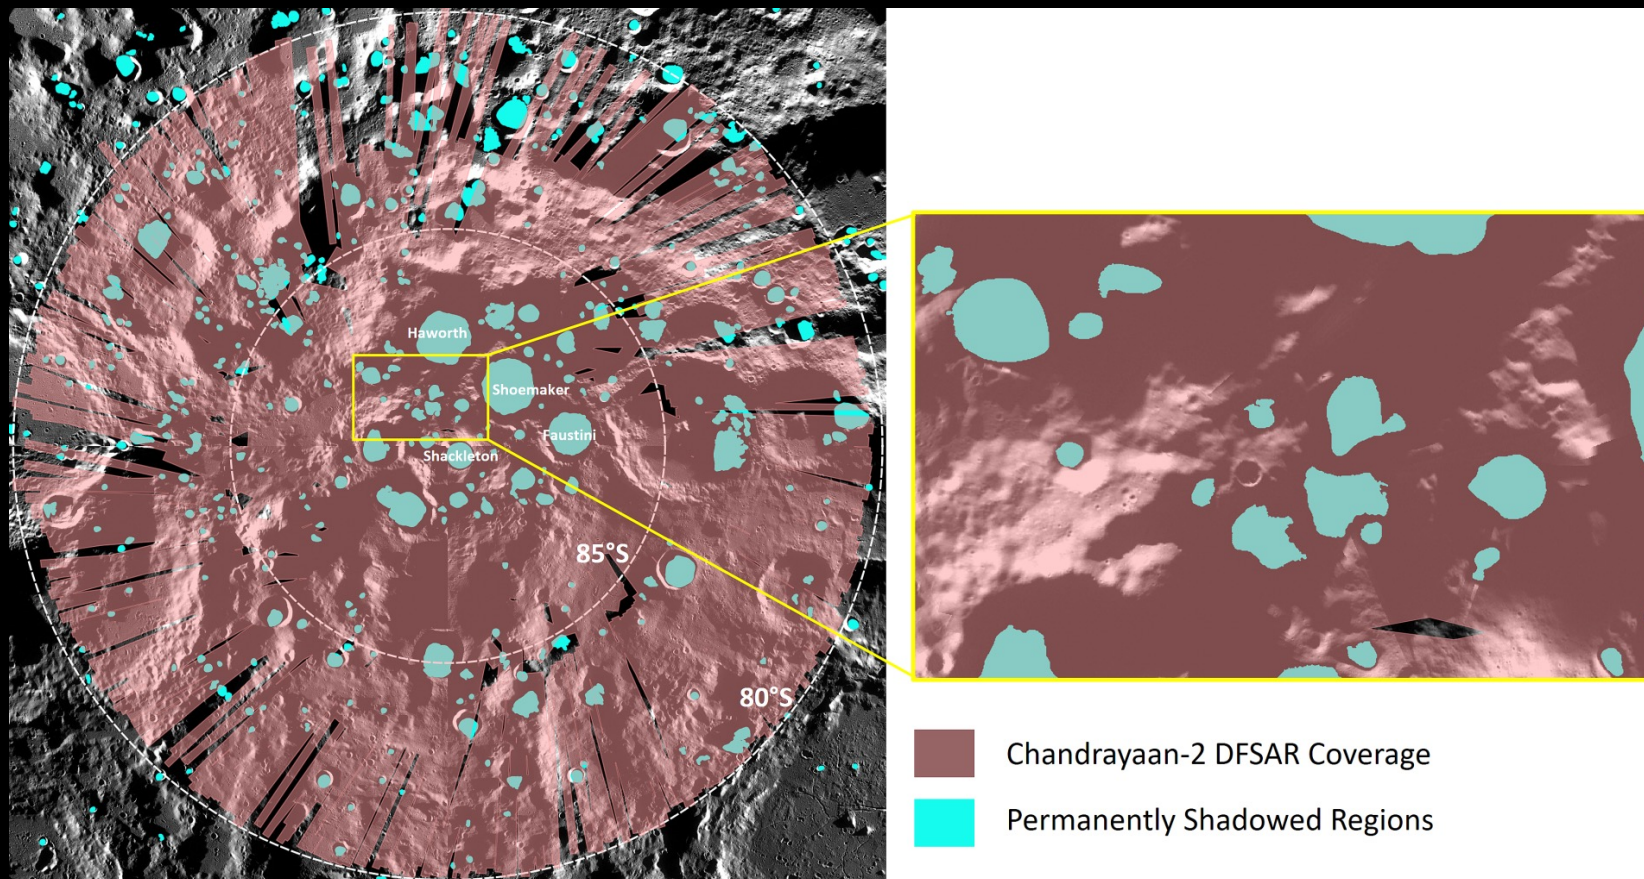 Haworth
Shoemaker
Faustini
Shackleton
85°S
80°S
Chandrayaan-2 DFSAR Coverage
Permanently Shadowed Regions